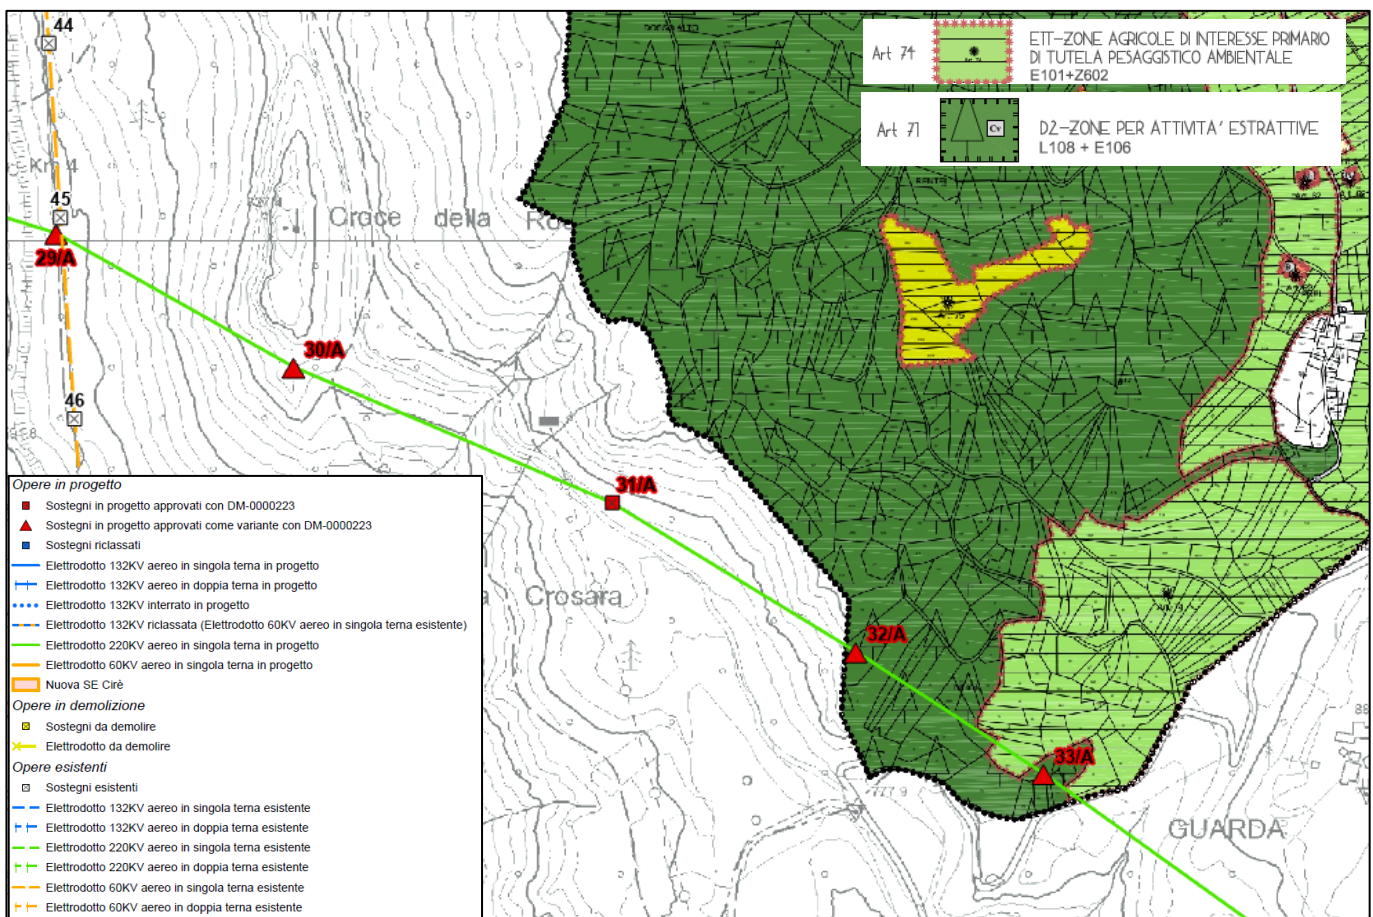 44
Art 74
ETT-ZONE AGRICOLE DI INTERESSE PRIMARIO
DI TUTELA PESAGGISTICO AMBIENTALE
E101+Z602
Art 71
Cv
D2-ZONE PER ATTIVITA' ESTRATTIVE
L108 + E106
45
Croce della
29/A
30/A
46
31/A
Crosara
32/A
33/A
777 9
GUARDA
Opere in progetto
Sostegni in progetto approvati con DM-0000223
Sostegni in progetto approvati come variante con DM-0000223
Sostegni riclassati
Elettrodotto 132KV aereo in singola terna in progetto
Elettrodotto 132KV aereo in doppia terna in progetto
Elettrodotto 132KV interrato in progetto
Elettrodotto 132KV riclassata (Elettrodotto 60KV aereo in singola terna esistente)
Elettrodotto 220KV aereo in singola terna in progetto
Elettrodotto 60KV aereo in singola terna in progetto
Nuova SE Cirè
Opere in demolizione
Sostegni da demolire
Elettrodotto da demolire
Opere esistenti
Sostegni esistenti
Elettrodotto 132KV aereo in singola terna esistente
Elettrodotto 132KV aereo in doppia terna esistente
Elettrodotto 220KV aereo in singola terna esistente
Elettrodotto 220KV aereo in doppia terna esistente
Elettrodotto 60KV aereo in singola terna esistente
Elettrodotto 60KV aereo in doppia terna esistente